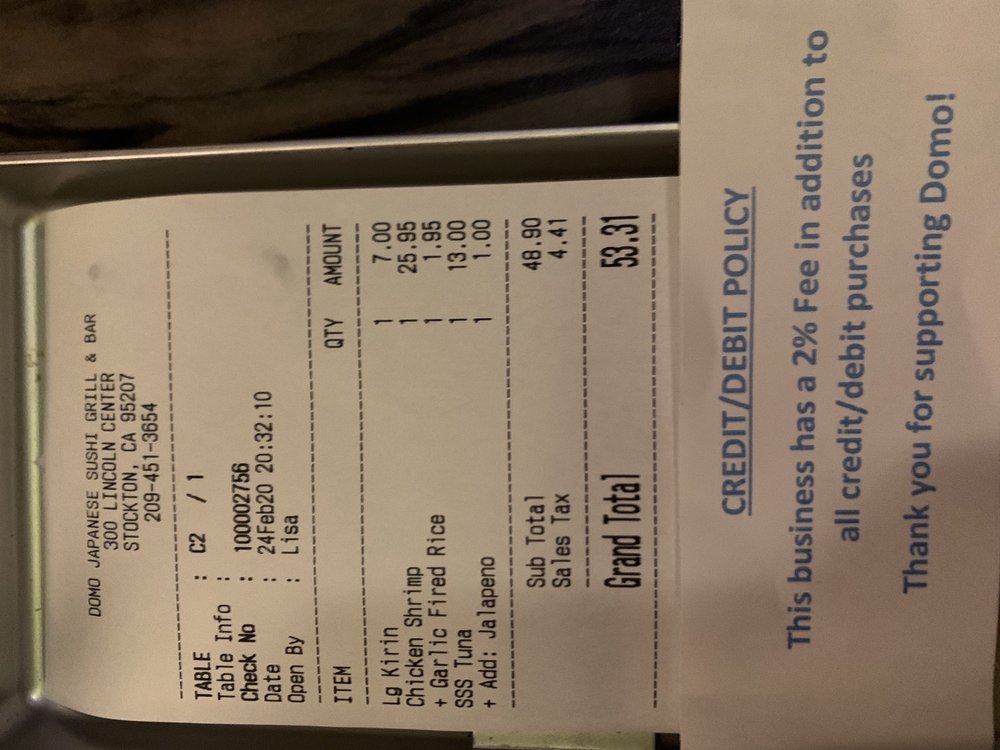 DOMO JAPANESE SUSHI GRILL & BAR
300 LINCOLN CENTER
STOCKTON, CA 95207
209-451-3654
TABLE : C2 / 1
Table Info :
Check No : 100002756
Date : 24Feb20 20:32:10
Open By : Lisa
ITEM QTY AMOUNT
Lg Kirin 1 7.00
Chicken Shrimp 1 25.95
+ Garlic Fired Rice 1 1.95
SSS Tuna 1 13.00
+ Add: Jalapeno 1 1.00
Sub Total 48.90
Sales Tax 4.41
Grand Total 53.31
CREDIT/DEBIT POLICY
This business has a 2% Fee in addition to
all credit/debit purchases
Thank you for supporting Domo!